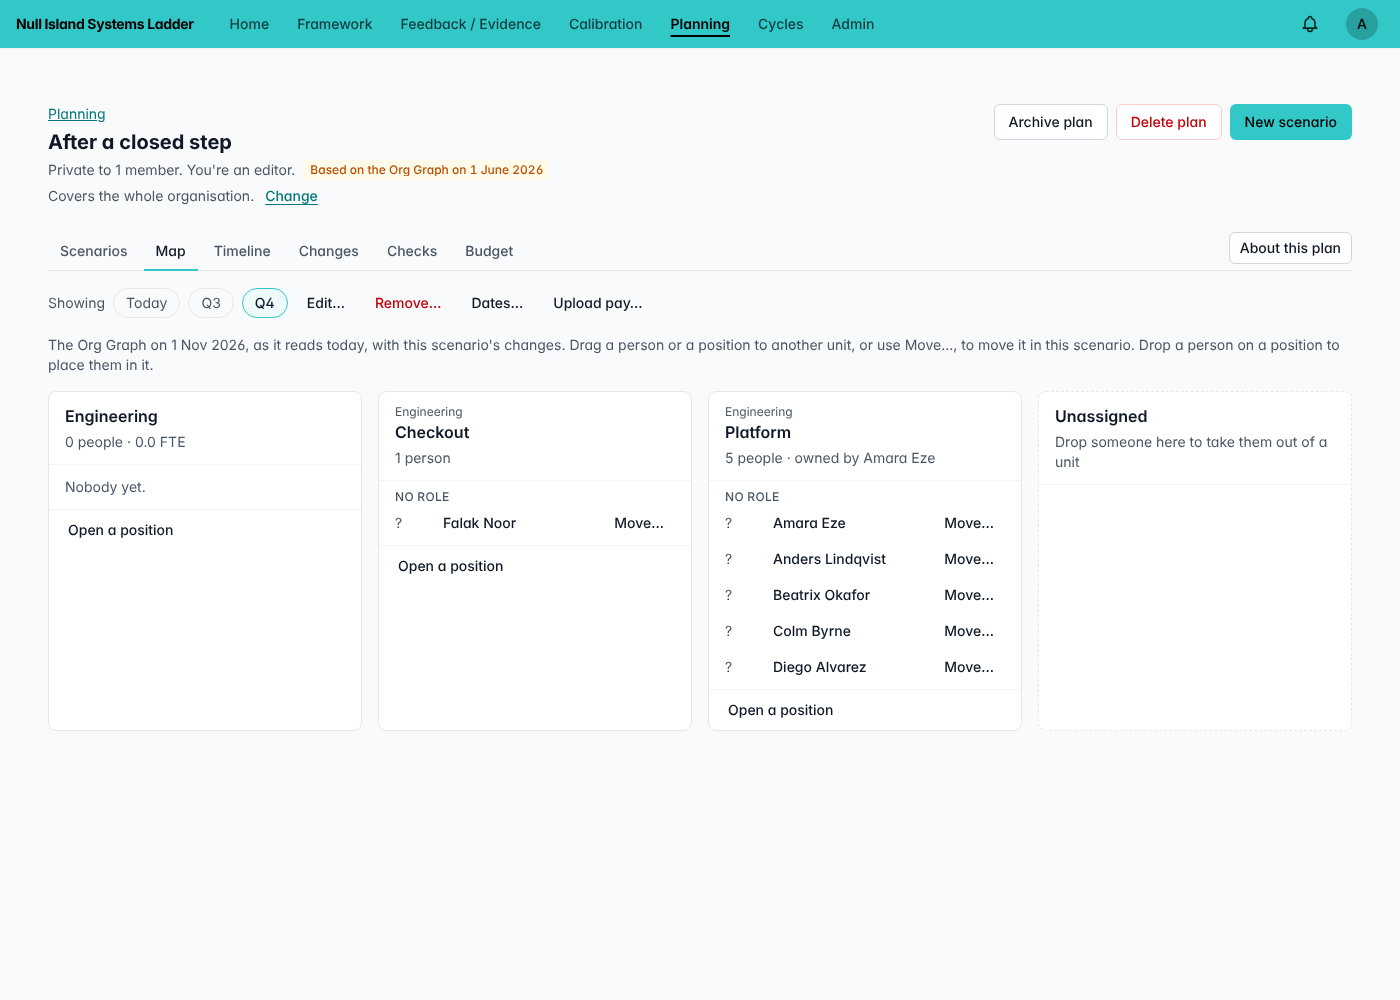 Null Island Systems Ladder
Home
Framework
Feedback / Evidence
Calibration
Planning
Cycles
Admin
A
Planning
After a closed step
Private to 1 member. You're an editor.
Based on the Org Graph on 1 June 2026
Covers the whole organisation.
Change
Archive plan
Delete plan
New scenario
Scenarios
Map
Timeline
Changes
Checks
Budget
About this plan
Showing
Today
Q3
Q4
Edit...
Remove...
Dates...
Upload pay...
The Org Graph on 1 Nov 2026, as it reads today, with this scenario's changes. Drag a person or a position to another unit, or use Move..., to move it in this scenario. Drop a person on a position to
place them in it.
Engineering
0 people · 0.0 FTE
Nobody yet.
Open a position
Engineering
Checkout
1 person
NO ROLE
? Falak Noor Move...
Open a position
Engineering
Platform
5 people · owned by Amara Eze
NO ROLE
? Amara Eze Move...
? Anders Lindqvist Move...
? Beatrix Okafor Move...
? Colm Byrne Move...
? Diego Alvarez Move...
Open a position
Unassigned
Drop someone here to take them out of a
unit